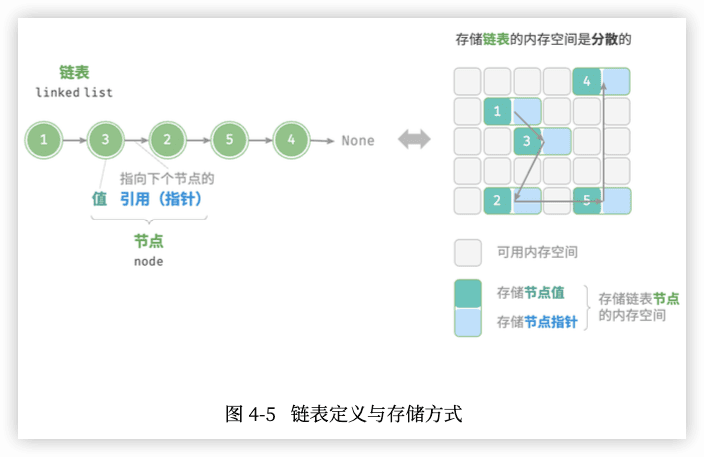 存储链表的内存空间是分散的
链表
linked list
1
3
2
5
4
None
指向下个节点的
值 引用（指针）
节点
node
4
1
3
2
5
可用内存空间
存储节点值
存储节点指针
存储链表节点
的内存空间
图 4-5 链表定义与存储方式